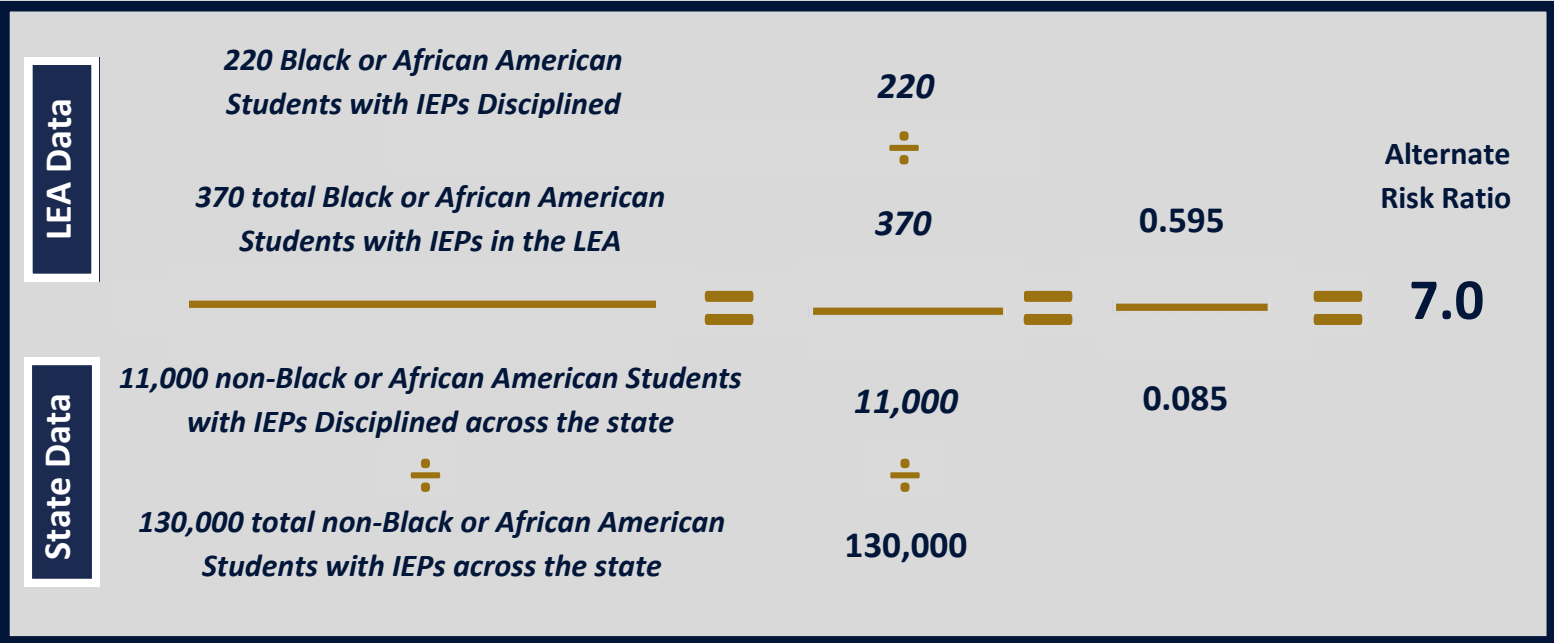 LEA Data
220 Black or African American
Students with IEPs Disciplined
370 total Black or African American
Students with IEPs in the LEA
State Data
11,000 non-Black or African American Students
with IEPs Disciplined across the state
÷
130,000 total non-Black or African American
Students with IEPs across the state
=
220
÷
370
11,000
÷
130,000
=
0.595
0.085
=
Alternate
Risk Ratio
7.0